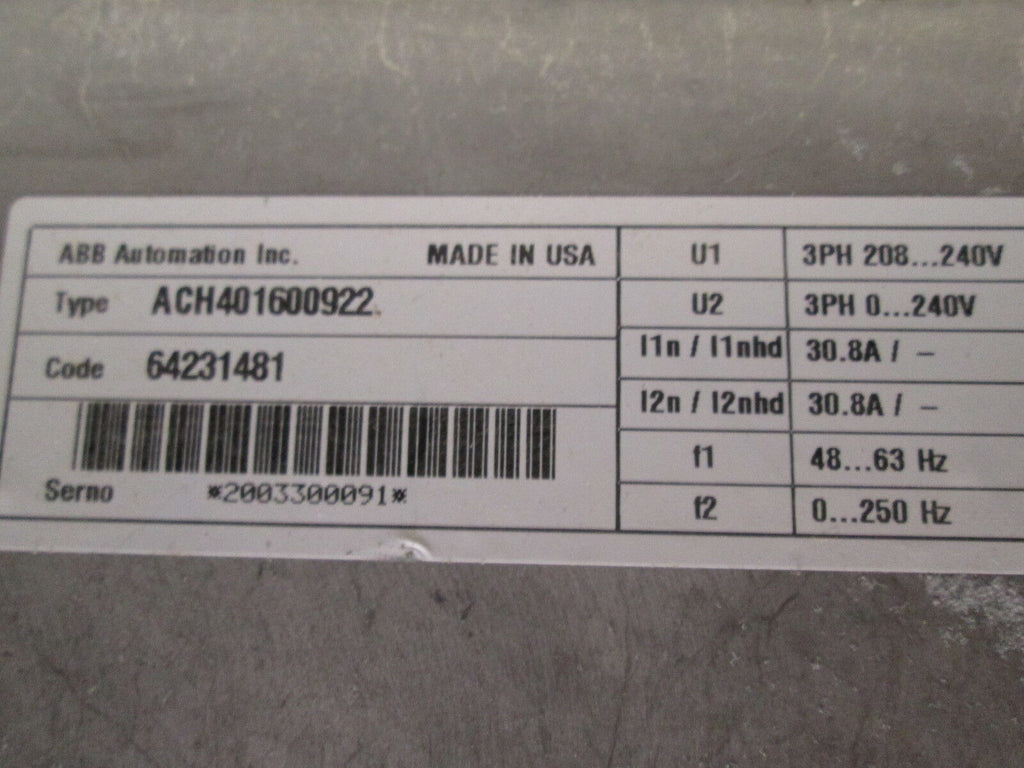 ABB Automation Inc. MADE IN USA
Type ACH401600922
Code 64231481
Serno *2003300091*
U1 3PH 208...240V
U2 3PH 0...240V
I1n / I1nhd 30.8A / –
I2n / I2nhd 30.8A / –
f1 48...63 Hz
f2 0...250 Hz